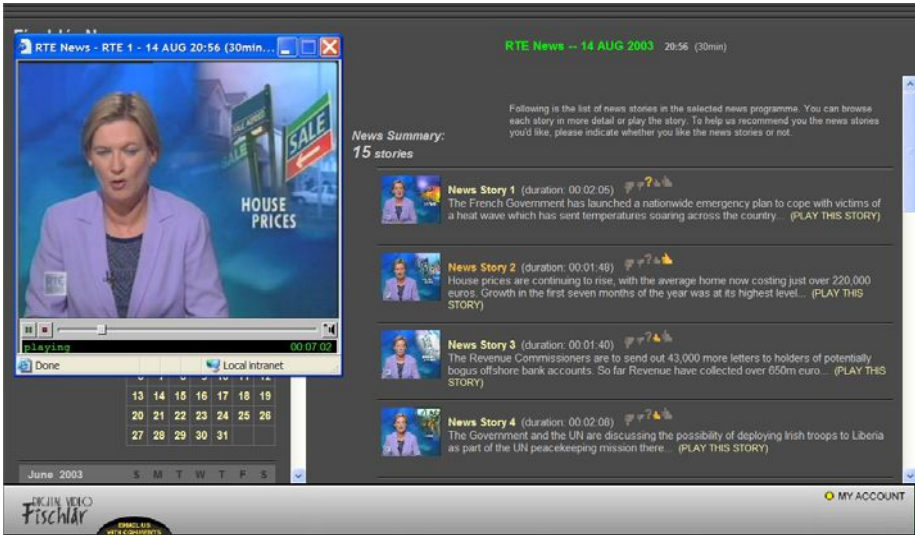 RTE News - RTE 1 - 14 AUG 20:56 (30min...
SALE AGREED
SALE
SALE
HOUSE
PRICES
playing 00:07:02
Done Local intranet
13 14 15 16 17 18 19
20 21 22 23 24 25 26
27 28 29 30 31
June 2003 S M T W T F S
RTE News -- 14 AUG 2003 20:56 (30min)
Following is the list of news stories in the selected news programme. You can browse
each story in more detail or play the story. To help us recommend you the news stories
you'd like, please indicate whether you like the news stories or not.
News Summary:
15 stories
News Story 1 (duration: 00:02:05)
The French Government has launched a nationwide emergency plan to cope with victims of
a heat wave which has sent temperatures soaring across the country... (PLAY THIS STORY)
News Story 2 (duration: 00:01:48)
House prices are continuing to rise, with the average home now costing just over 220,000
euros. Growth in the first seven months of the year was at its highest level... (PLAY THIS
STORY)
News Story 3 (duration: 00:01:40)
The Revenue Commissioners are to send out 43,000 more letters to holders of potentially
bogus offshore bank accounts. So far Revenue have collected over 650m euro... (PLAY THIS
STORY)
News Story 4 (duration: 00:02:08)
The Government and the UN are discussing the possibility of deploying Irish troops to Liberia
as part of the UN peacekeeping mission there... (PLAY THIS STORY)
DIGITAL VIDEO
Físchlár
EMAIL US
WITH COMMENTS
MY ACCOUNT